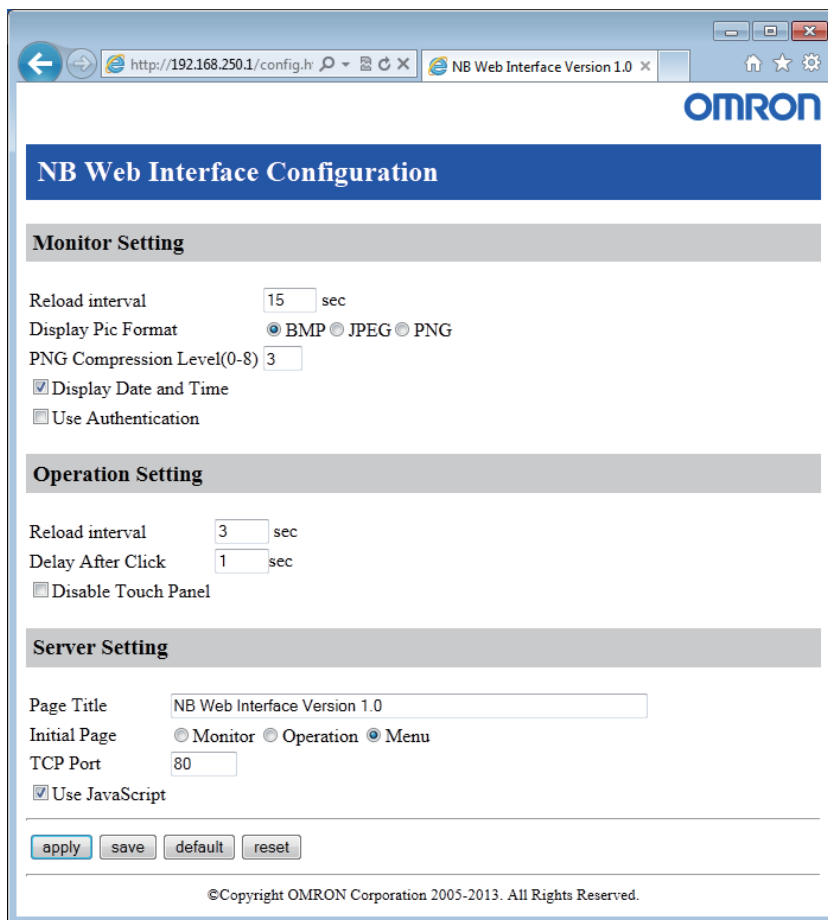 http://192.168.250.1/config.h
NB Web Interface Version 1.0
OMRON
NB Web Interface Configuration
Monitor Setting
Reload interval 15 sec
Display Pic Format BMP JPEG PNG
PNG Compression Level(0-8) 3
Display Date and Time
Use Authentication
Operation Setting
Reload interval 3 sec
Delay After Click 1 sec
Disable Touch Panel
Server Setting
Page Title NB Web Interface Version 1.0
Initial Page Monitor Operation Menu
TCP Port 80
Use JavaScript
apply save default reset
©Copyright OMRON Corporation 2005-2013. All Rights Reserved.